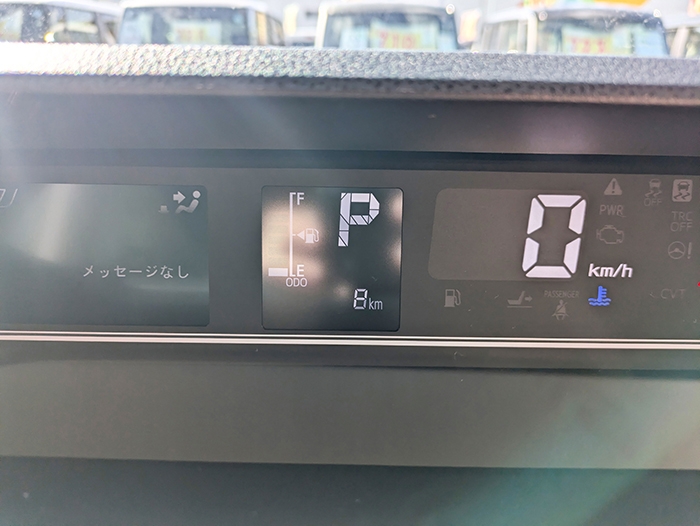 メッセージなし
F
P
E
ODO
8km
0 km/h
PWR
OFF
TRC
OFF
PASSENGER
CVT